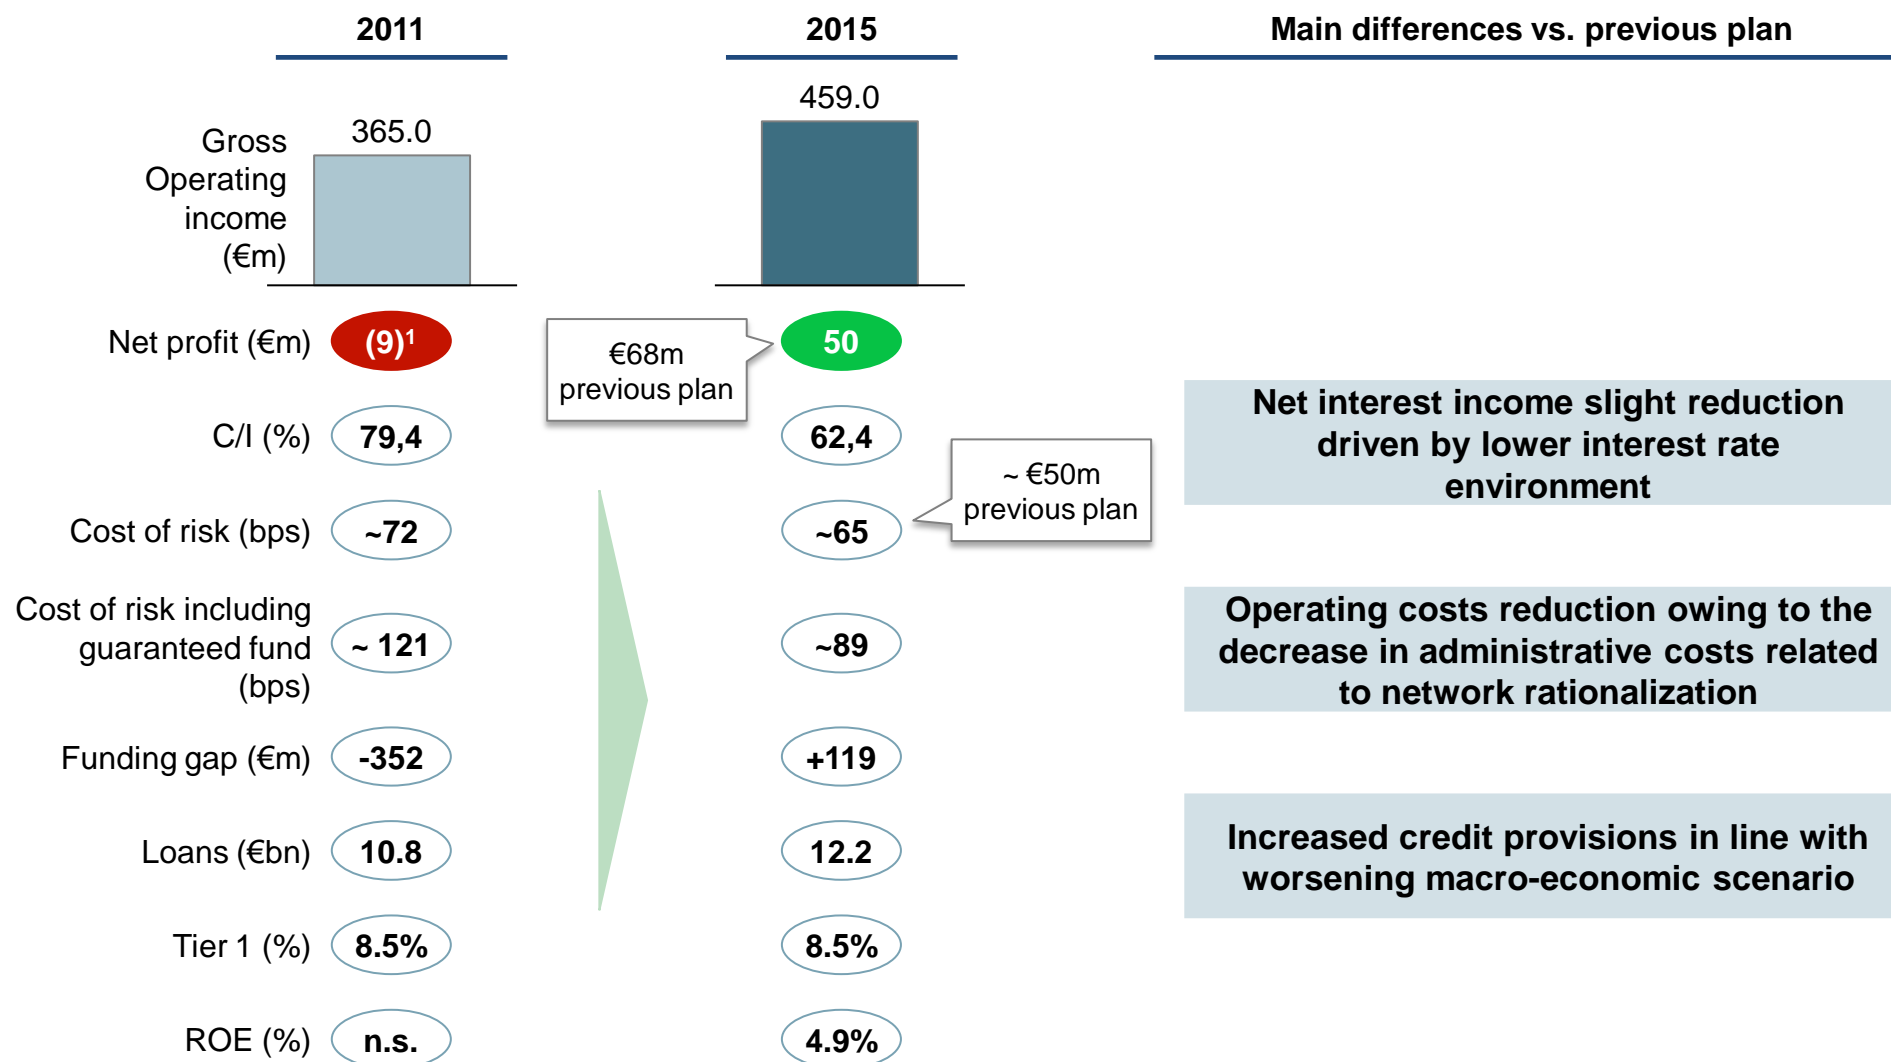 2011
2015
Main differences vs. previous plan
Gross
Operating
income
(€m)
365.0
459.0
Net profit (€m)
(9)¹
€68m
previous plan
50
C/I (%)
79,4
62,4
Net interest income slight reduction
driven by lower interest rate
environment
Cost of risk (bps)
~72
~65
~ €50m
previous plan
Cost of risk including
guaranteed fund
(bps)
~ 121
~89
Operating costs reduction owing to the
decrease in administrative costs related
to network rationalization
Funding gap (€m)
-352
+119
Loans (€bn)
10.8
12.2
Increased credit provisions in line with
worsening macro-economic scenario
Tier 1 (%)
8.5%
8.5%
ROE (%)
n.s.
4.9%